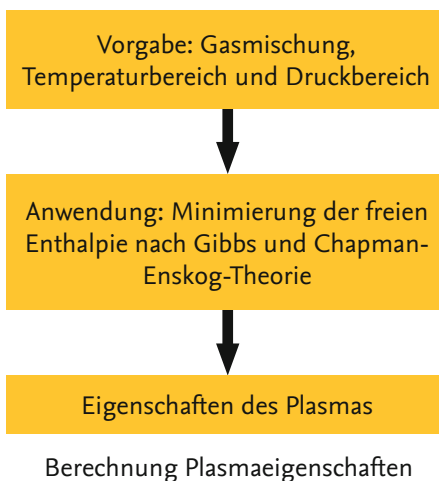 Vorgabe: Gasmischung,
Temperaturbereich und Druckbereich
Anwendung: Minimierung der freien
Enthalpie nach Gibbs und Chapman-
Enskog-Theorie
Eigenschaften des Plasmas
Berechnung Plasmaeigenschaften